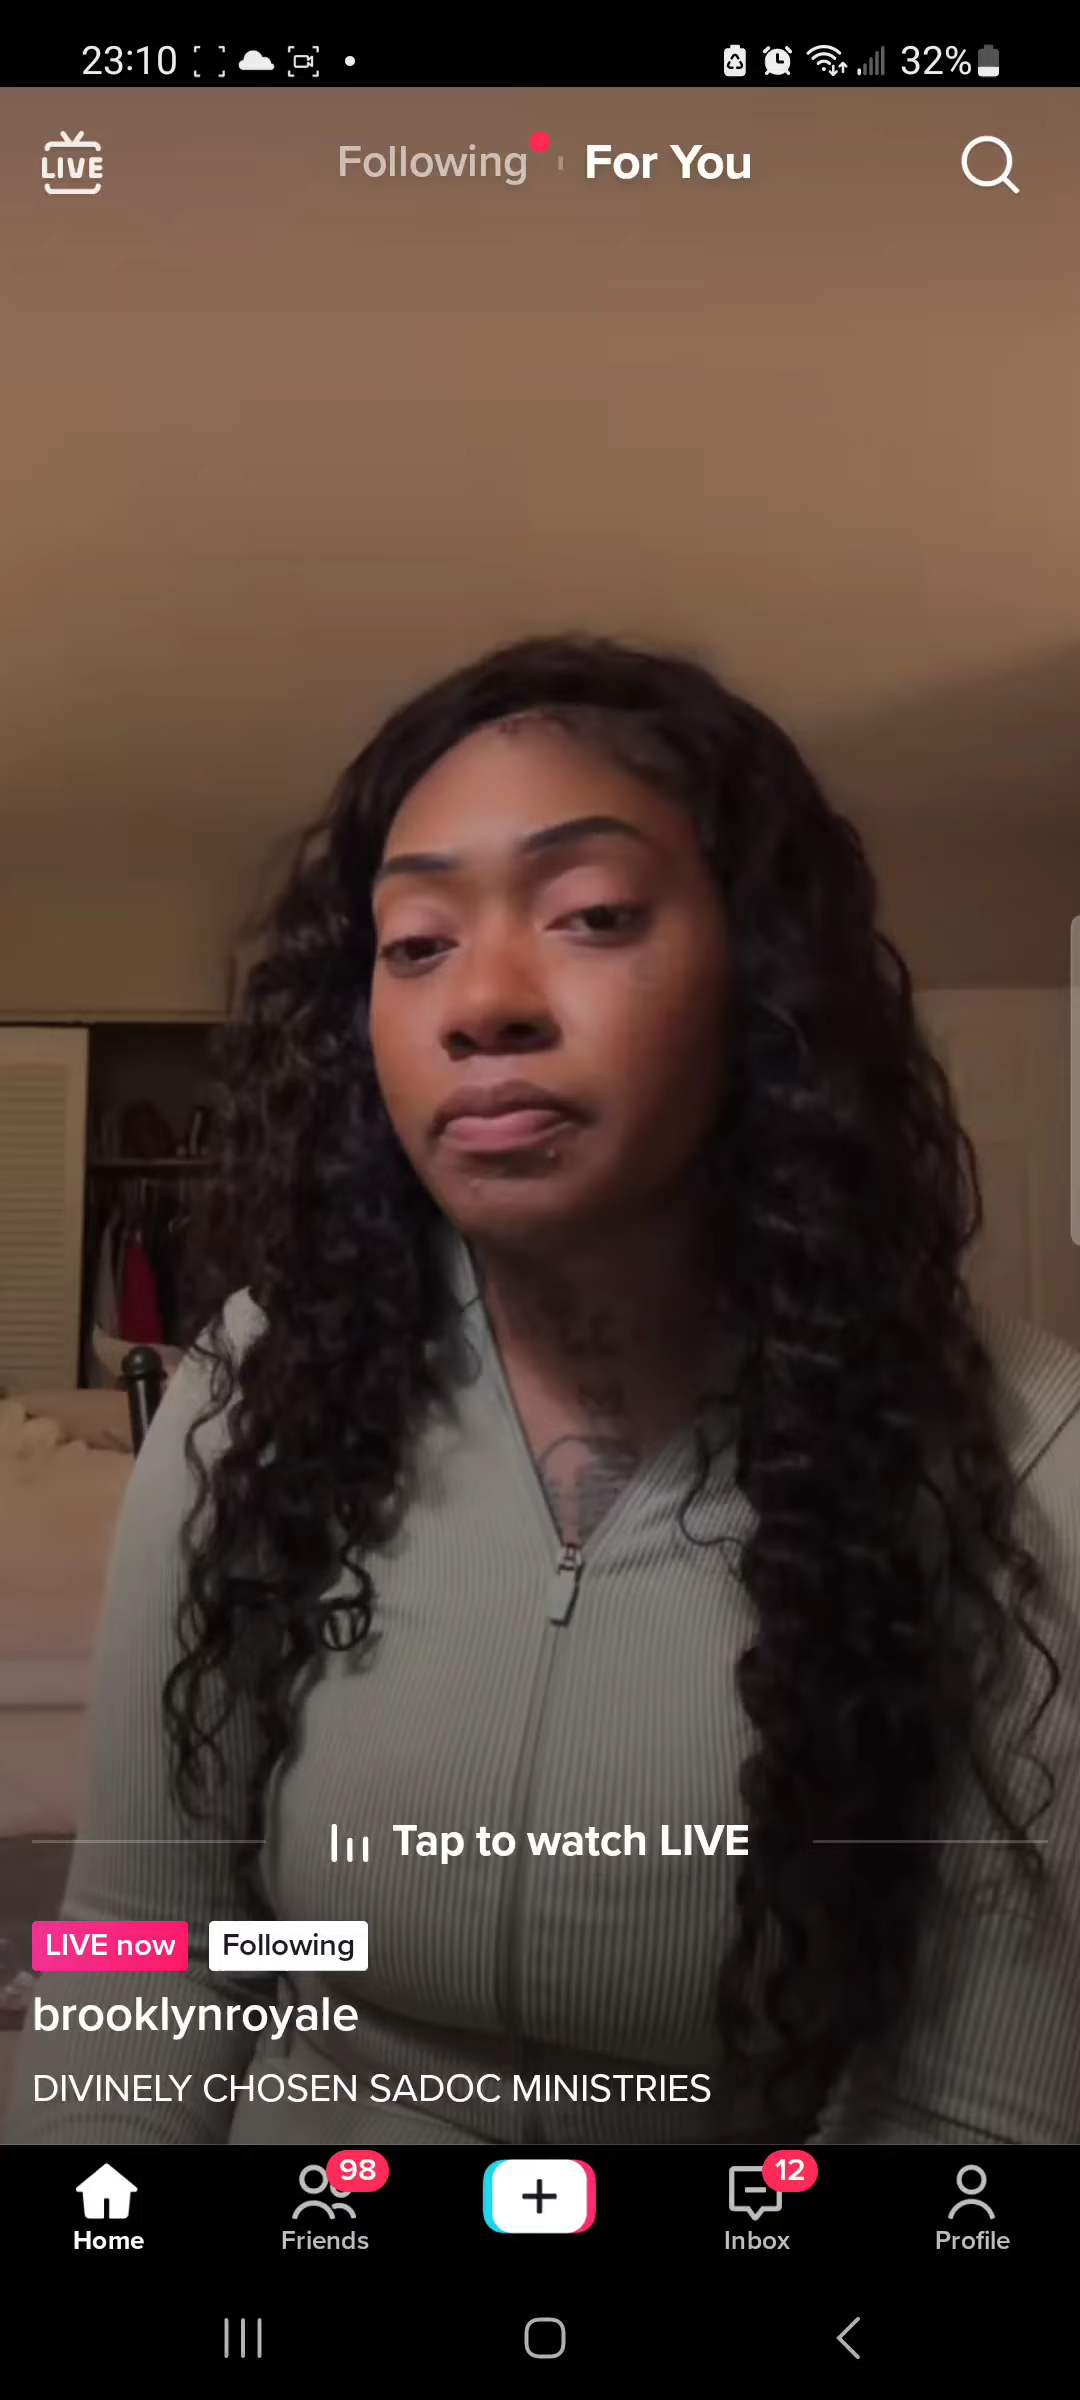 23:10 32%
LIVE Following For You
Tap to watch LIVE
LIVE now Following
brooklynroyale
DIVINELY CHOSEN SADOC MINISTRIES
98 12
Home Friends Inbox Profile